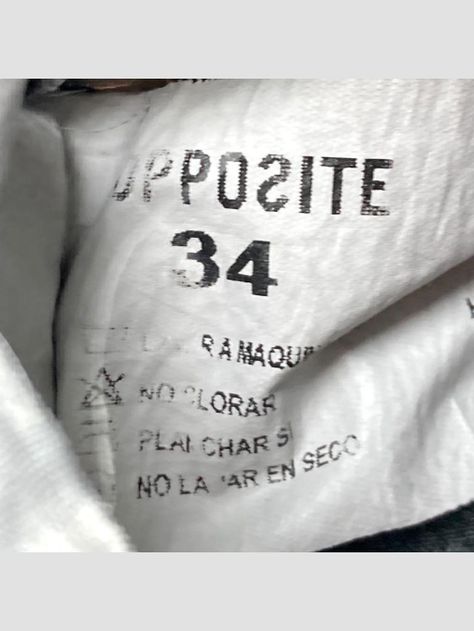 OPPOSITE
34
NO CLORAR
PLANCHAR SI
NO LAVAR EN SECO